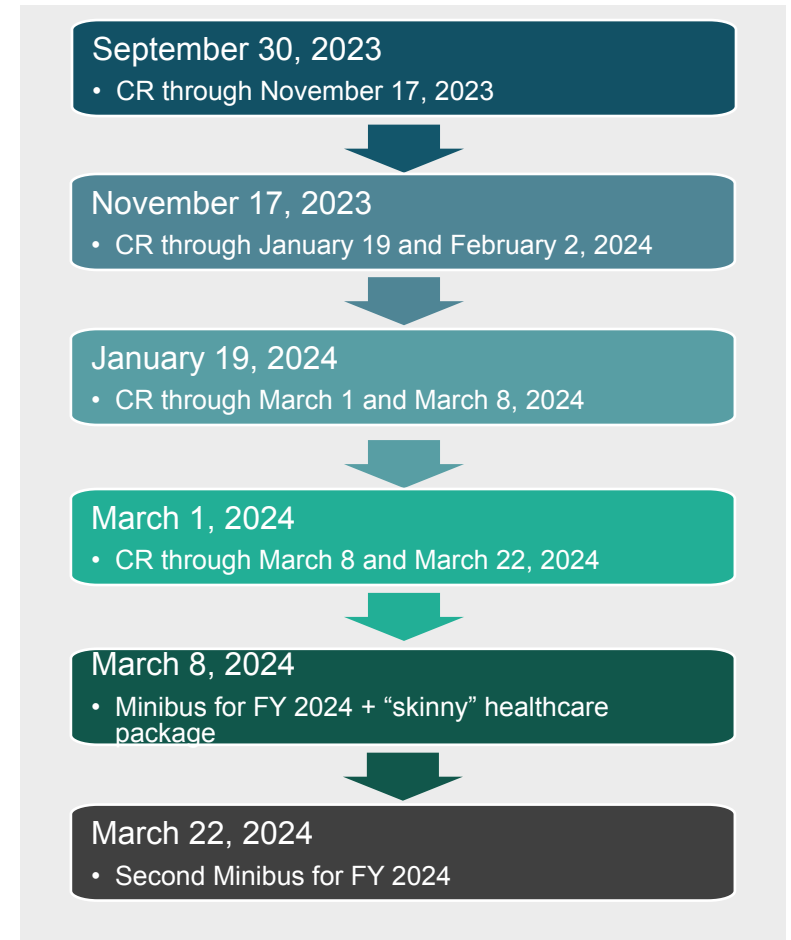 September 30, 2023
• CR through November 17, 2023
November 17, 2023
• CR through January 19 and February 2, 2024
January 19, 2024
• CR through March 1 and March 8, 2024
March 1, 2024
• CR through March 8 and March 22, 2024
March 8, 2024
• Minibus for FY 2024 + “skinny” healthcare
package
March 22, 2024
• Second Minibus for FY 2024